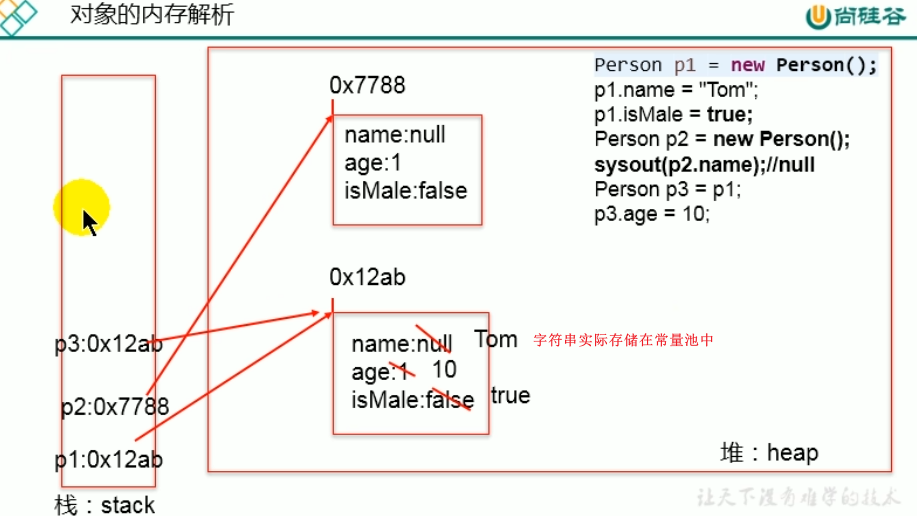 对象的内存解析
尚硅谷
Person p1 = new Person();
p1.name = "Tom";
p1.isMale = true;
Person p2 = new Person();
sysout(p2.name);//null
Person p3 = p1;
p3.age = 10;
0x7788
name:null
age:1
isMale:false
0x12ab
name:null Tom 字符串实际存储在常量池中
age:1 10
isMale:false true
p3:0x12ab
p2:0x7788
p1:0x12ab
栈：stack
堆：heap
让天下没有难学的技术